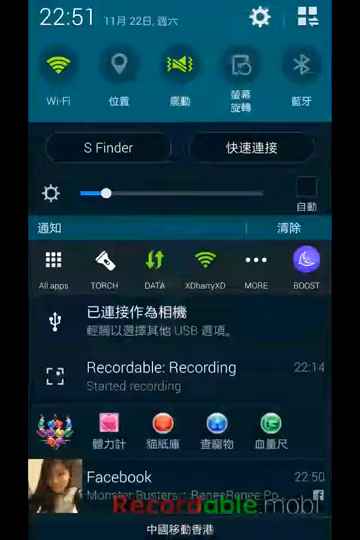 22:51 11月 22日, 週六
Wi-Fi 位置 震動 螢幕旋轉 藍牙
S Finder 快速連接
自動
通知 清除
All apps TORCH DATA XDharryXD MORE BOOST
已連接作為相機
輕觸以選擇其他 USB 選項。
Recordable: Recording 22:14
Started recording
體力計 貓紙庫 查寵物 血量尺
Facebook 22:50
Monster Busters
Recordable.mobi
中國移動香港